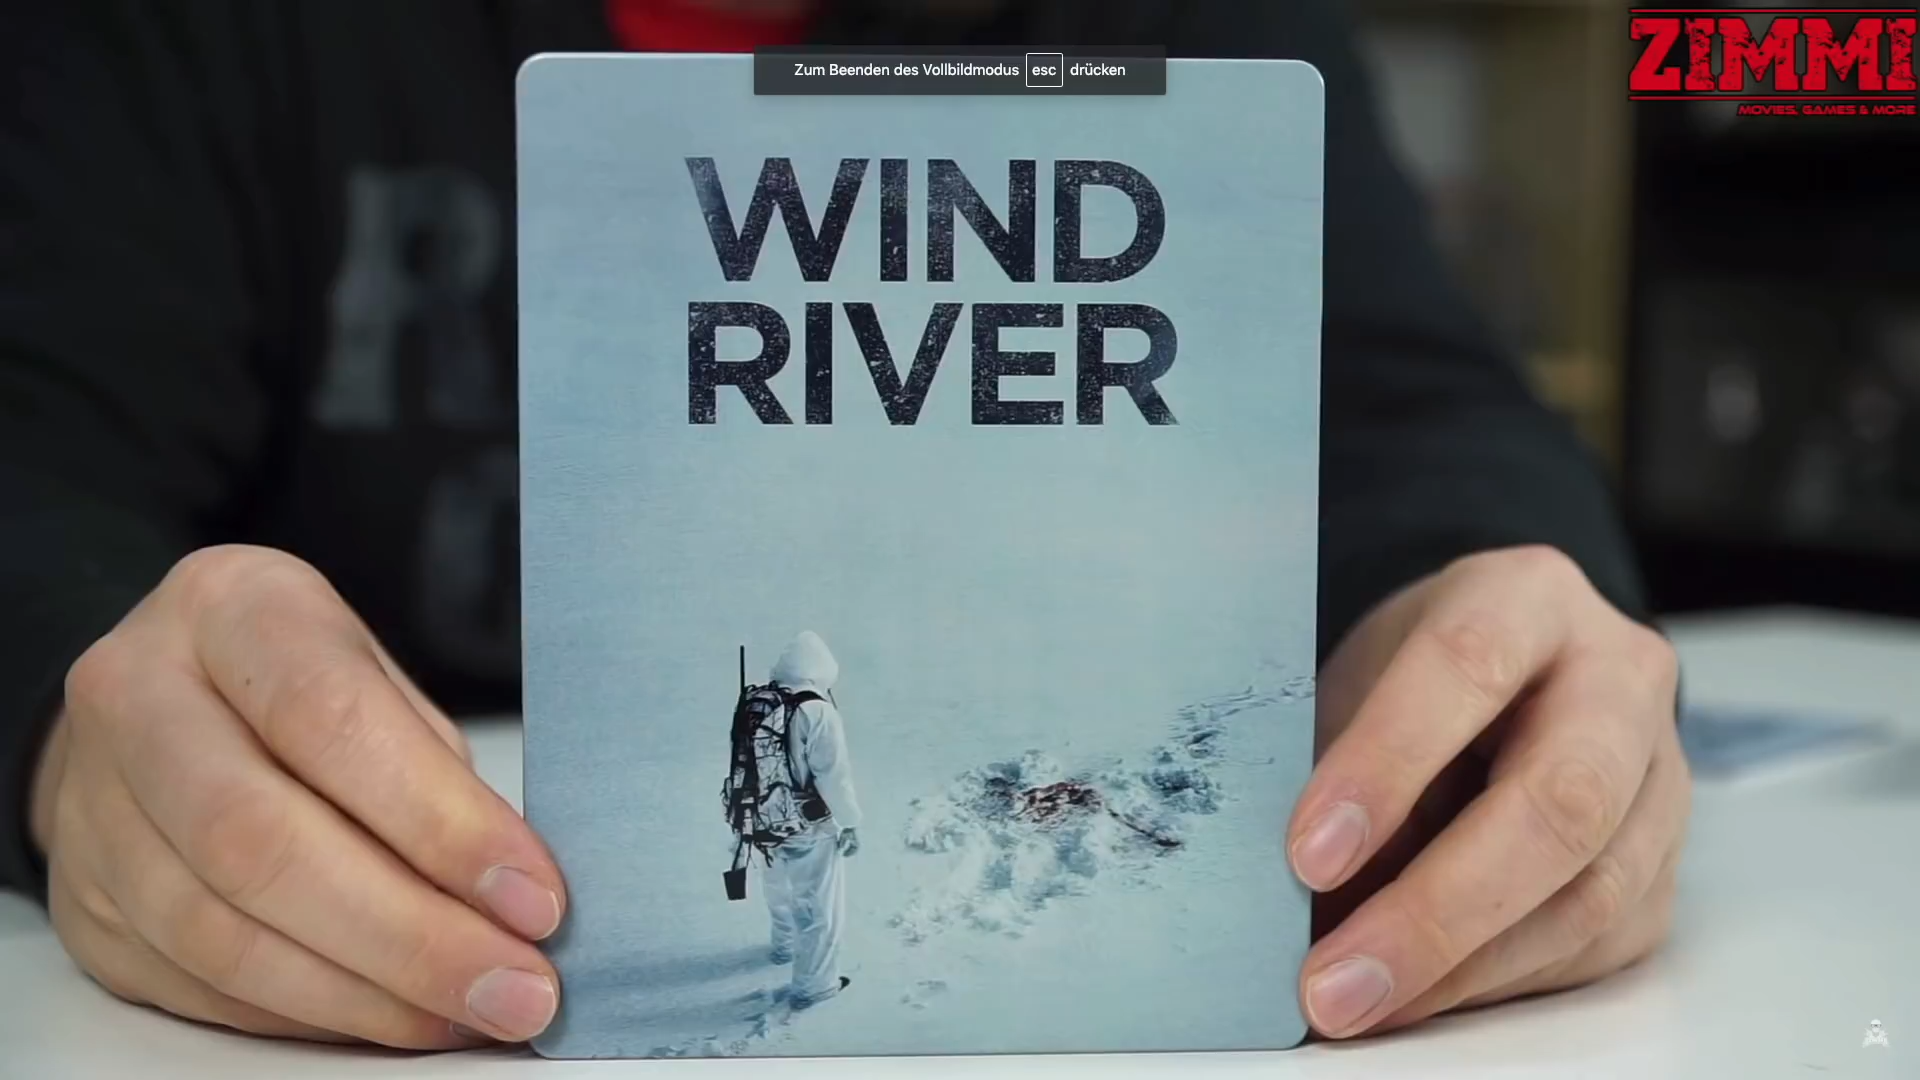 Zum Beenden des Vollbildmodus esc drücken
ZIMMI
MOVIES, GAMES & MORE
WIND
RIVER
R